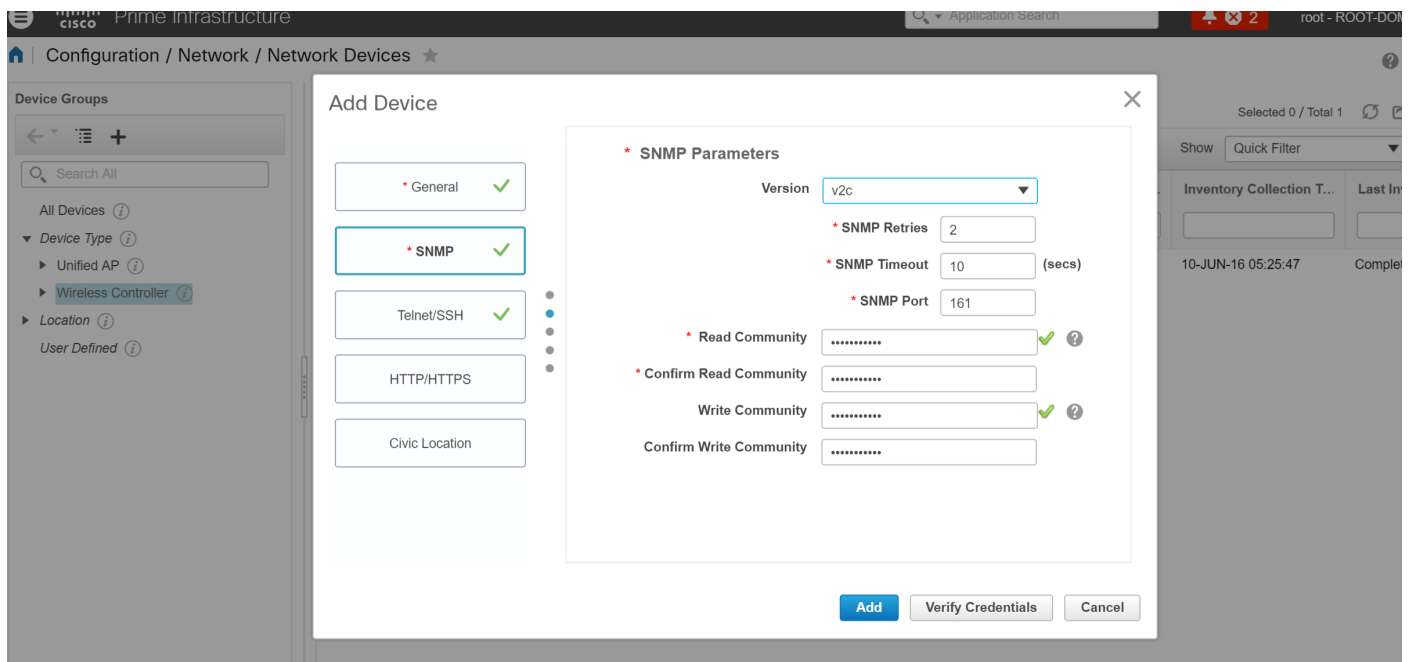 cisco Prime Infrastructure
Application Search
2
root - ROOT-DOM
Configuration / Network / Network Devices
Device Groups
Search All
All Devices
Device Type
Unified AP
Wireless Controller
Location
User Defined
Add Device
* General
* SNMP
Telnet/SSH
HTTP/HTTPS
Civic Location
* SNMP Parameters
Version v2c
* SNMP Retries 2
* SNMP Timeout 10 (secs)
* SNMP Port 161
* Read Community •••••••••••
* Confirm Read Community •••••••••••
Write Community •••••••••••
Confirm Write Community •••••••••••
Add Verify Credentials Cancel
Selected 0 / Total 1
Show Quick Filter
Inventory Collection T... Last In
10-JUN-16 05:25:47 Complet